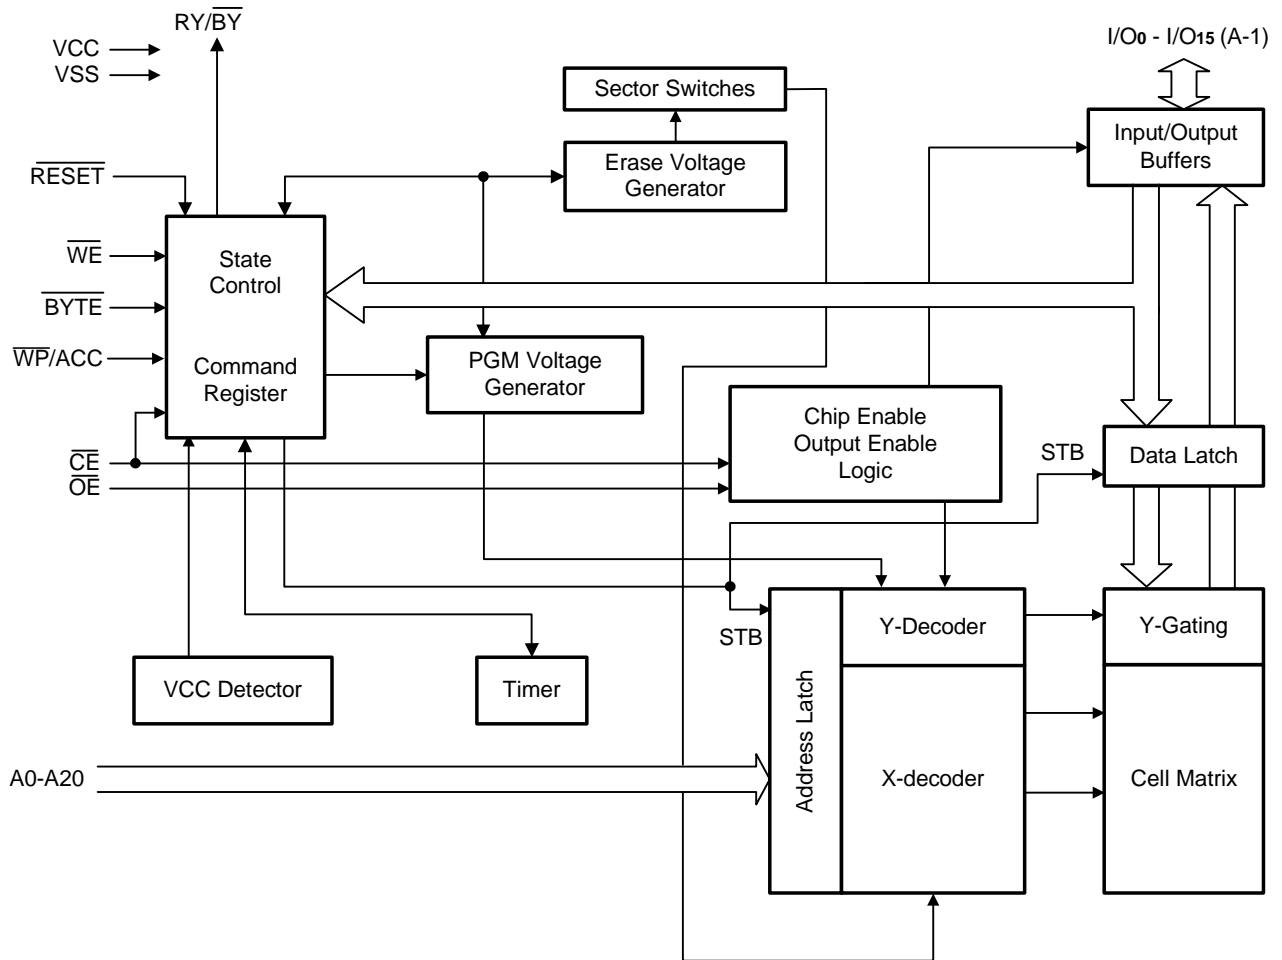 RY/BY
VCC
VSS
I/O0 - I/O15 (A-1)
Sector Switches
Input/Output
Buffers
Erase Voltage
Generator
RESET
WE
State
Control
BYTE
WP/ACC
Command
Register
PGM Voltage
Generator
Chip Enable
Output Enable
Logic
CE
OE
STB
Data Latch
STB
Y-Decoder
Y-Gating
VCC Detector
Timer
Address Latch
A0-A20
X-decoder
Cell Matrix